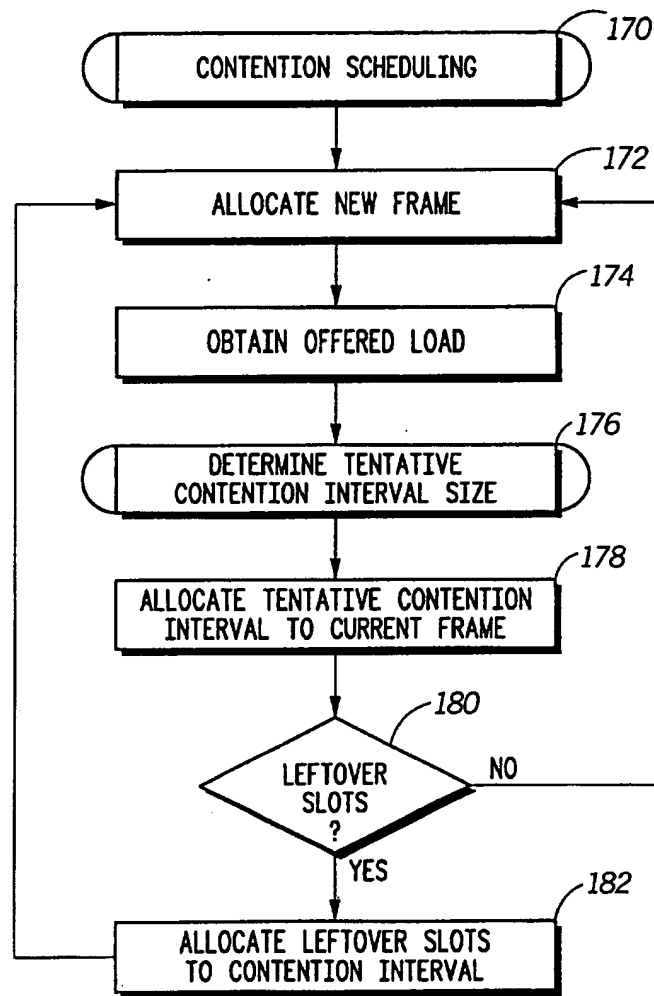 170
CONTENTION SCHEDULING
172
ALLOCATE NEW FRAME
174
OBTAIN OFFERED LOAD
176
DETERMINE TENTATIVE
CONTENTION INTERVAL SIZE
178
ALLOCATE TENTATIVE CONTENTION
INTERVAL TO CURRENT FRAME
180
LEFTOVER
SLOTS
?
NO
YES
182
ALLOCATE LEFTOVER SLOTS
TO CONTENTION INTERVAL